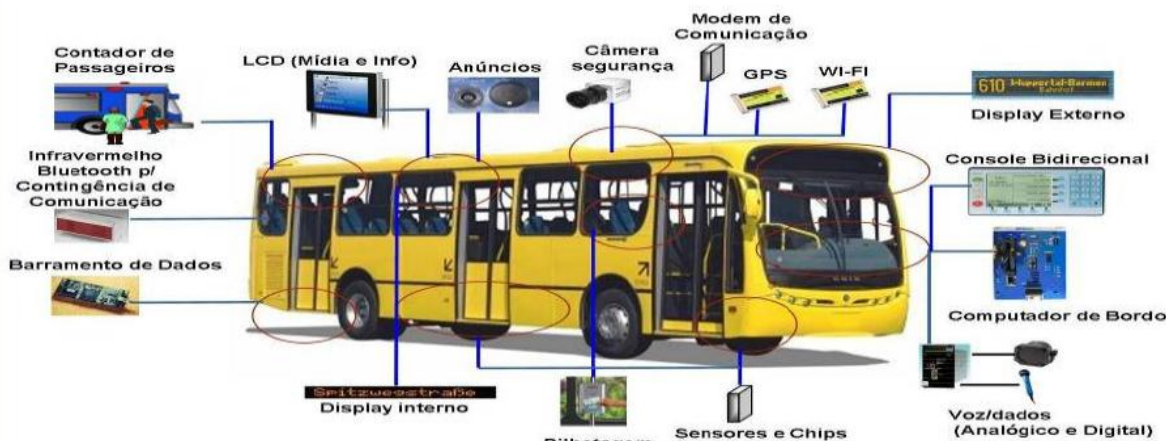 Modem de
Comunicação
Contador de
Passageiros
LCD (Mídia e Info)
Anúncios
Câmera
segurança
GPS
WI-FI
610
Bahnhof
Display Externo
Infravermelho
Bluetooth p/
Contingência de
Comunicação
Console Bidirecional
Barramento de Dados
Computador de Bordo
Spitzwegstraße
Display interno
Sensores e Chips
Voz/dados
(Analógico e Digital)